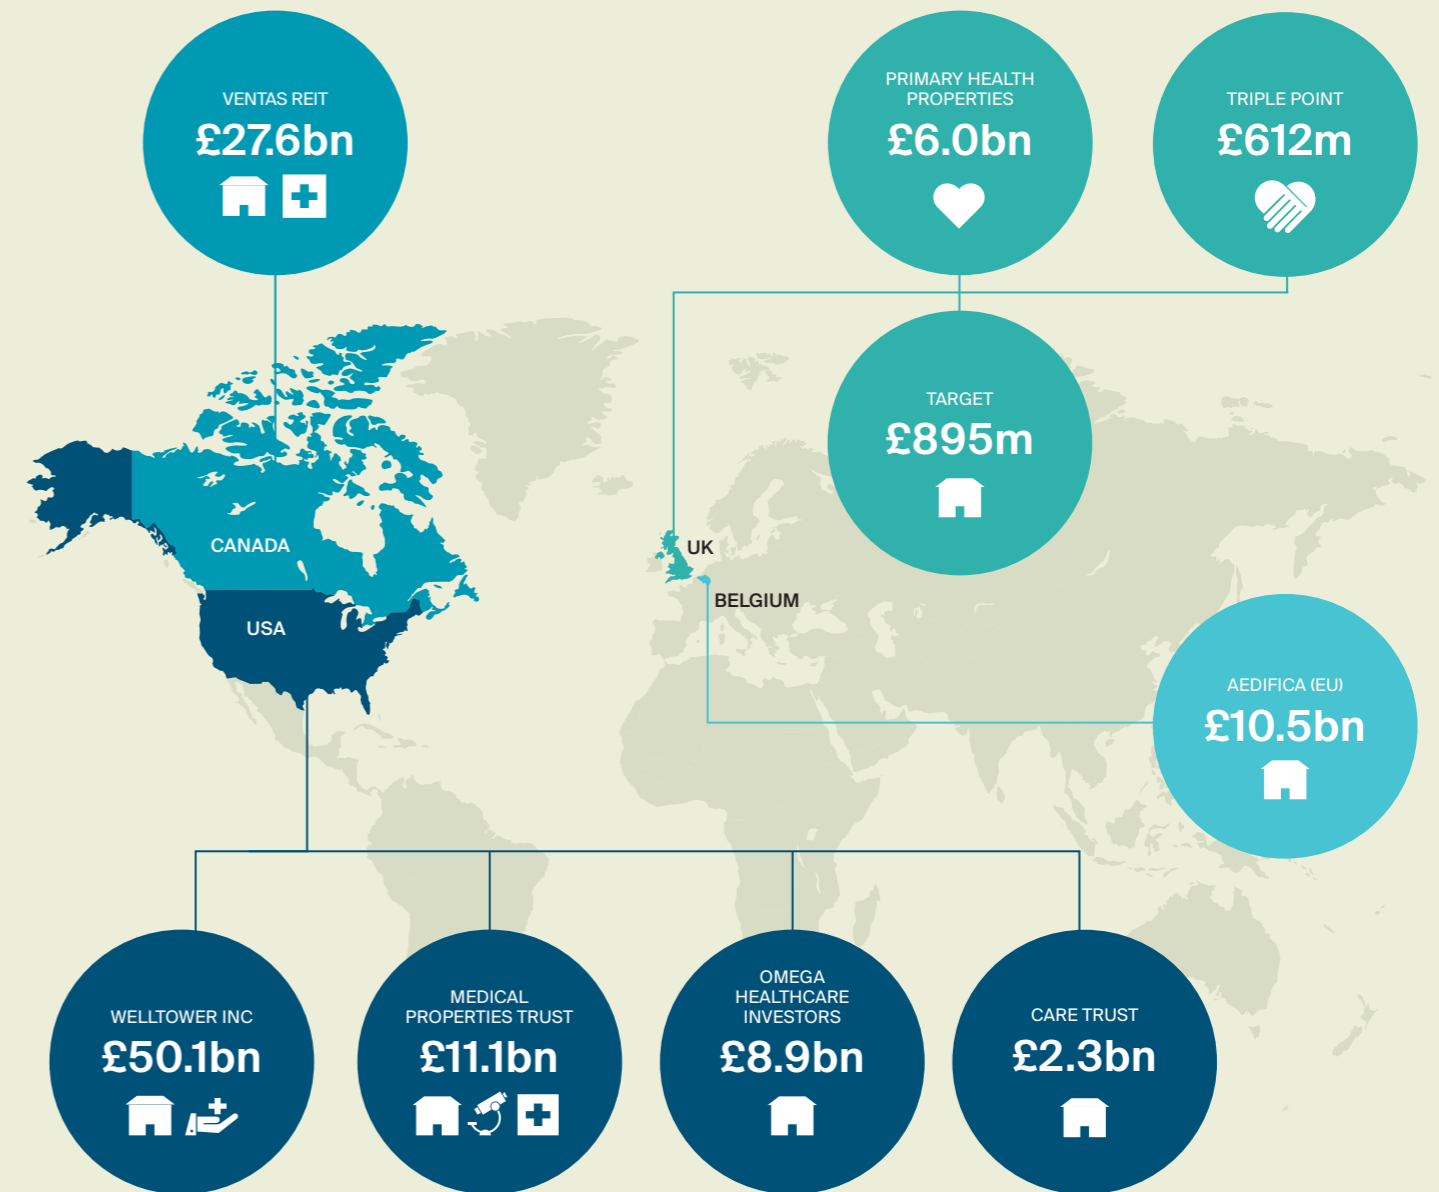 VENTAS REIT
£27.6bn
PRIMARY HEALTH
PROPERTIES
£6.0bn
TRIPLE POINT
£612m
TARGET
£895m
CANADA
USA
UK
BELGIUM
AEDIFICA (EU)
£10.5bn
WELLTOWER INC
£50.1bn
MEDICAL
PROPERTIES TRUST
£11.1bn
OMEGA
HEALTHCARE
INVESTORS
£8.9bn
CARE TRUST
£2.3bn